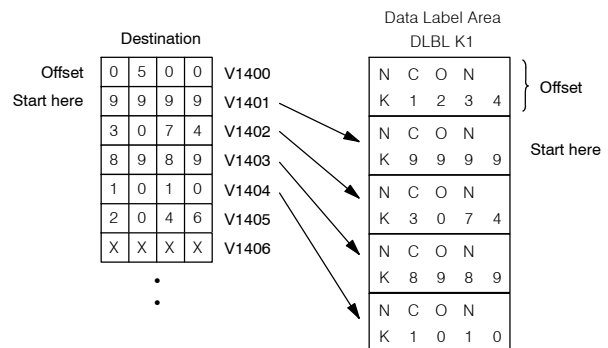 Data Label Area
DLBL K1
Destination
Offset 0 5 0 0 V1400
Start here 9 9 9 9 V1401
3 0 7 4 V1402
8 9 8 9 V1403
1 0 1 0 V1404
2 0 4 6 V1405
X X X X V1406
N C O N
K 1 2 3 4
Offset
N C O N
K 9 9 9 9
Start here
N C O N
K 3 0 7 4
N C O N
K 8 9 8 9
N C O N
K 1 0 1 0